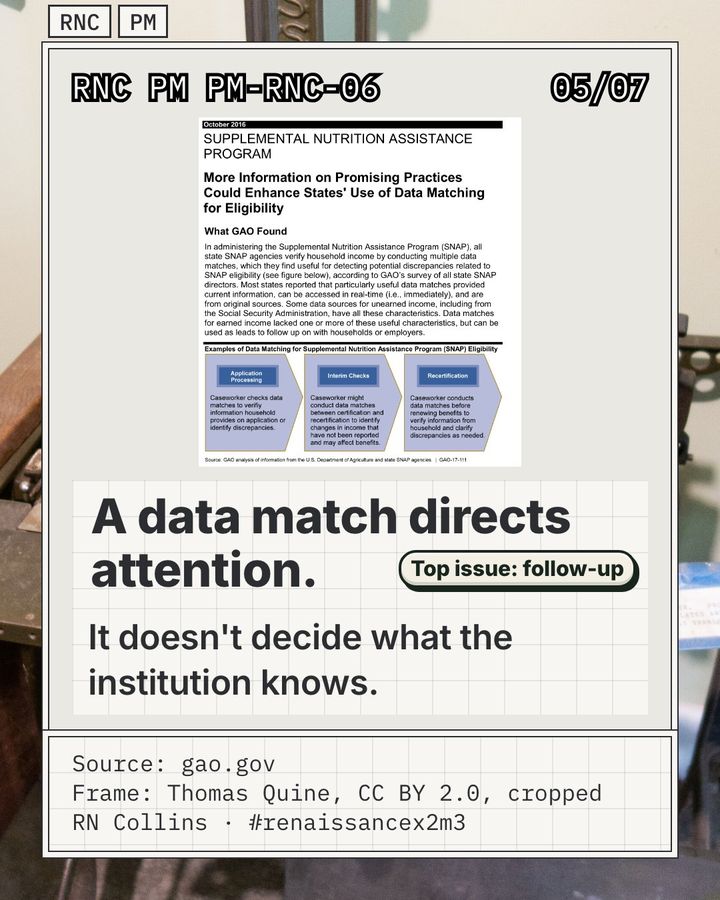 RNC PM
RNC PM PM-RNC-06 05/07
October 2016
SUPPLEMENTAL NUTRITION ASSISTANCE
PROGRAM
More Information on Promising Practices
Could Enhance States' Use of Data Matching
for Eligibility
What GAO Found
In administering the Supplemental Nutrition Assistance Program (SNAP), all
state SNAP agencies verify household income by conducting multiple data
matches, which they find useful for detecting potential discrepancies related to
SNAP eligibility (see figure below), according to GAO's survey of all state SNAP
directors. Most states reported that particularly useful data matches provided
current information, can be accessed in real-time (i.e., immediately), and are
from original sources. Some data sources for unearned income, including from
the Social Security Administration, have all these characteristics. Data matches
for earned income lacked one or more of these useful characteristics, but can be
used as leads to follow up on with households or employers.
Examples of Data Matching for Supplemental Nutrition Assistance Program (SNAP) Eligibility
Application
Processing
Caseworker checks data
matches to verifiy
information household
provides on application or
identify discrepancies.
Interim Checks
Caseworker might
conduct data matches
between certification and
recertification to identify
changes in income that
have not been reported
and may affect benefits.
Recertification
Caseworker conducts
data matches before
renewing benefits to
verify information from
household and clarify
discrepancies as needed.
Source: GAO analysis of information from the U.S. Department of Agriculture and state SNAP agencies. | GAO-17-111
A data match directs
attention.
Top issue: follow-up
It doesn't decide what the
institution knows.
Source: gao.gov
Frame: Thomas Quine, CC BY 2.0, cropped
RN Collins · #renaissancex2m3